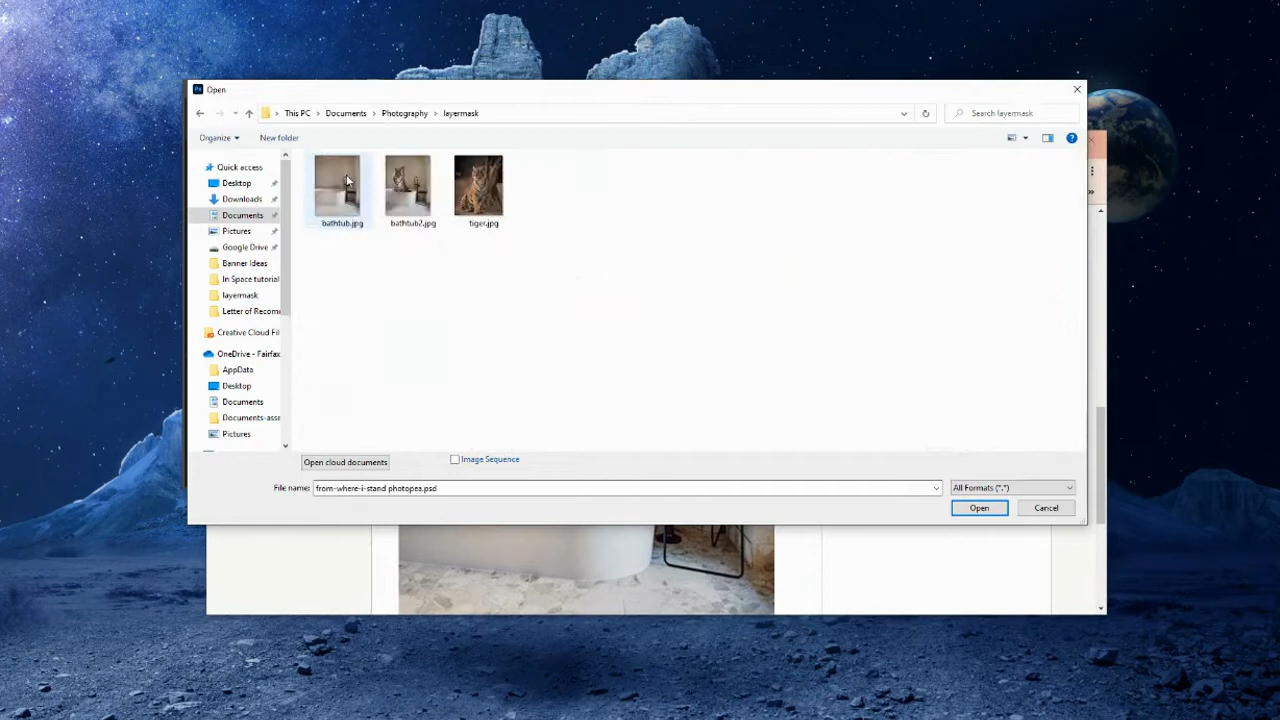 Ps Open
This PC > Documents > Photography > layermask
Search layermask
Organize
New folder
Quick access
Desktop
Downloads
Documents
Pictures
Google Drive
Banner Ideas
In Space tutorial
layermask
Letter of Recom
Creative Cloud Fil
OneDrive - Fairfax
AppData
Desktop
Documents
Documents-asse
Pictures
bathtub.jpg
bathtub2.jpg
tiger.jpg
Open cloud documents
Image Sequence
File name:
from-where-i-stand photopea.psd
All Formats (*.*)
Open
Cancel